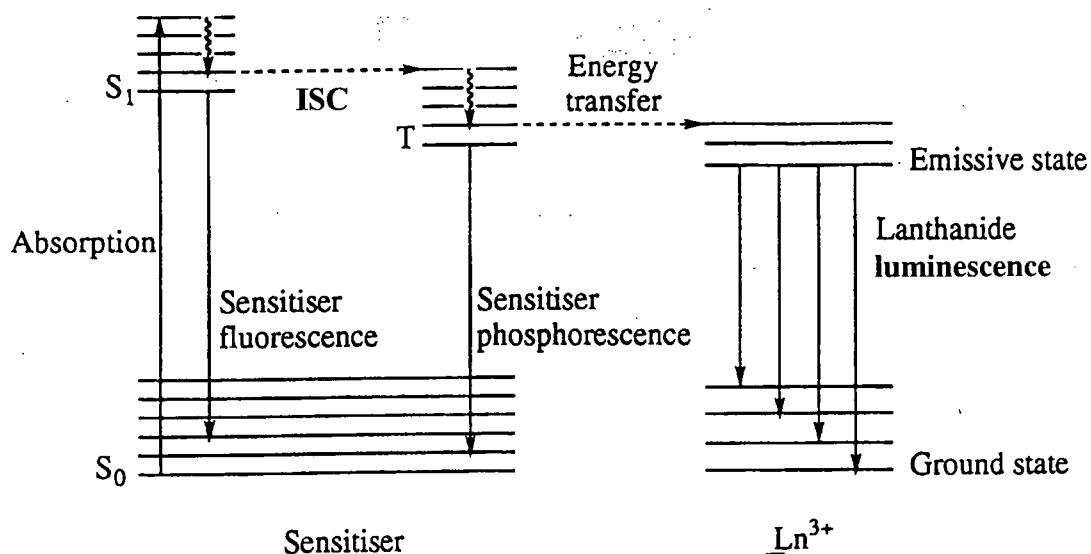 S1
ISC
T
Energy
transfer
Emissive state
Absorption
Lanthanide
luminescence
Sensitiser
fluorescence
Sensitiser
phosphorescence
S0
Ground state
Sensitiser
Ln3+